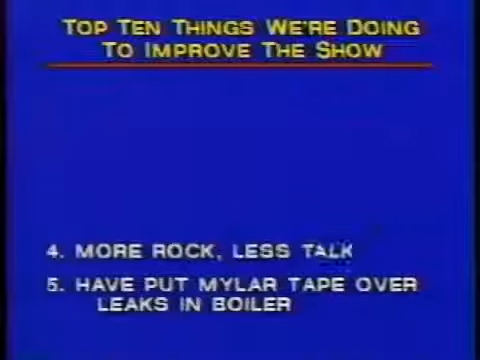 TOP TEN THINGS WE'RE DOING
TO IMPROVE THE SHOW
4. MORE ROCK, LESS TALK
5. HAVE PUT MYLAR TAPE OVER
LEAKS IN BOILER